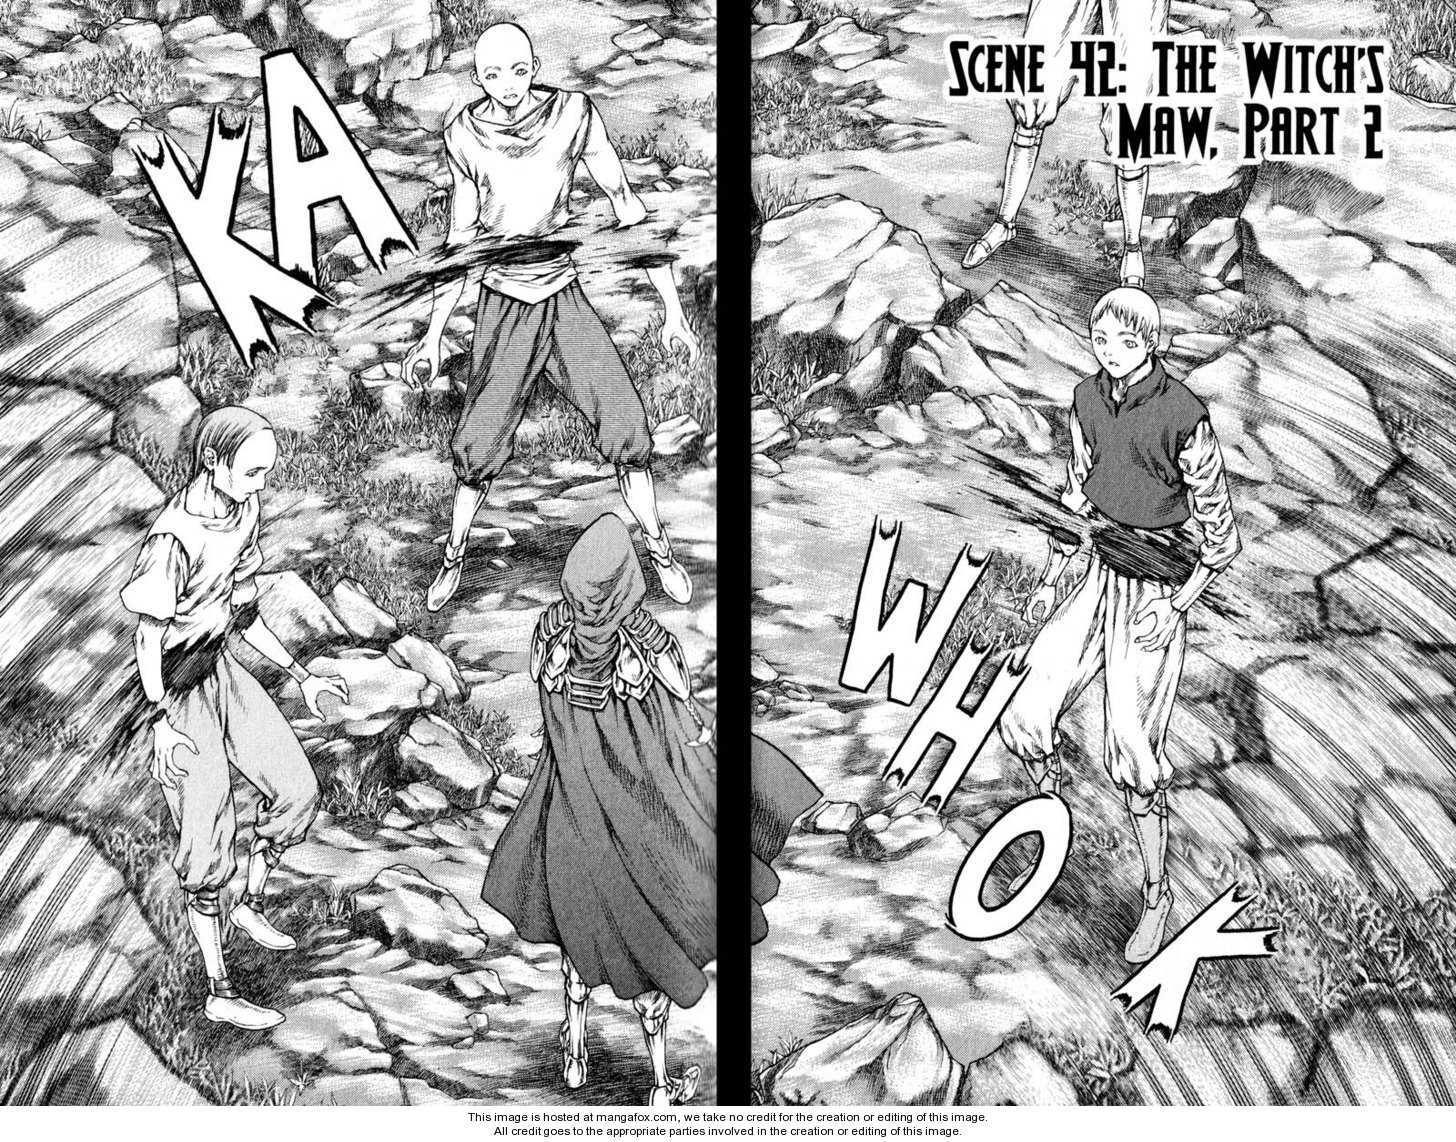 SCENE 42: THE WITCH'S
MAW, PART 2
KA
WHOK
This image is hosted at mangafox.com, we take no credit for the creation or editing of this image.
All credit goes to the appropriate parties involved in the creation or editing of this image.